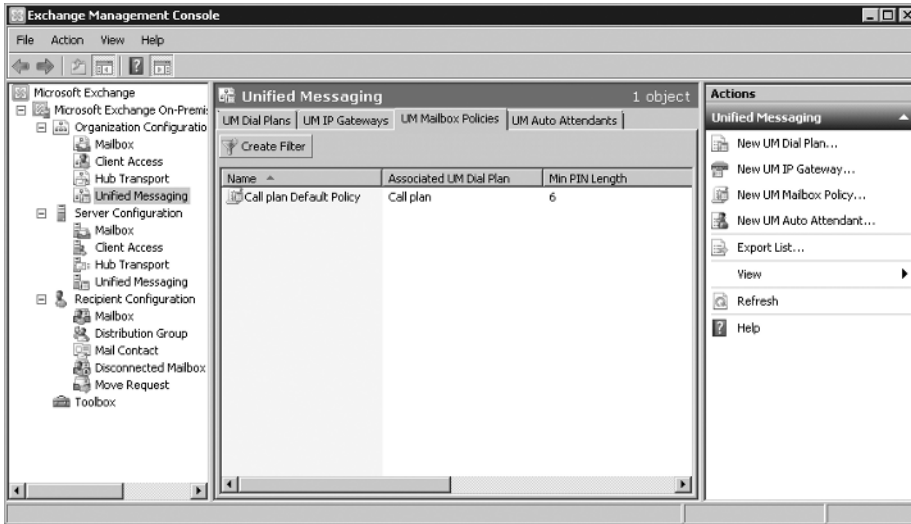 Exchange Management Console
File Action View Help
Microsoft Exchange
Microsoft Exchange On-Premis
Organization Configuratio
Mailbox
Client Access
Hub Transport
Unified Messaging
Server Configuration
Mailbox
Client Access
Hub Transport
Unified Messaging
Recipient Configuration
Mailbox
Distribution Group
Mail Contact
Disconnected Mailbox
Move Request
Toolbox
Unified Messaging 1 object
UM Dial Plans UM IP Gateways UM Mailbox Policies UM Auto Attendants
Create Filter
Name Associated UM Dial Plan Min PIN Length
Call plan Default Policy Call plan 6
Actions
Unified Messaging
New UM Dial Plan...
New UM IP Gateway...
New UM Mailbox Policy...
New UM Auto Attendant...
Export List...
View
Refresh
? Help